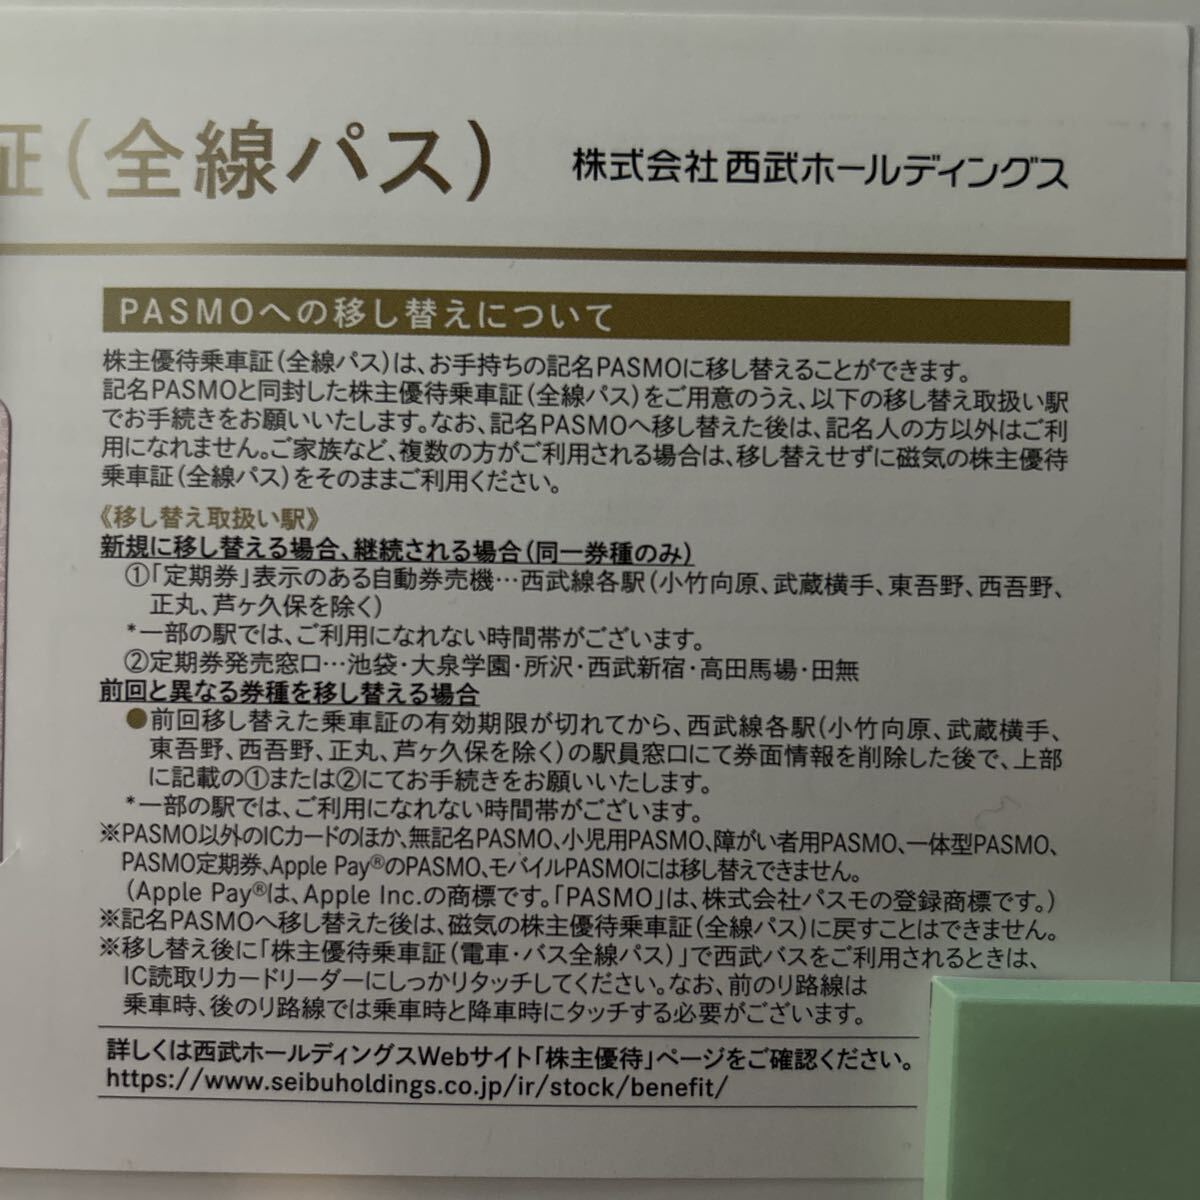 証(全線パス)
株式会社 西武ホールディングス
PASMOへの移し替えについて
株主優待乗車証(全線パス)は、お手持ちの記名PASMOに移し替えることができます。
記名PASMOと同封した株主優待乗車証(全線パス)をご用意のうえ、以下の移し替え取扱い駅
でお手続きをお願いいたします。なお、記名PASMOへ移し替えた後は、記名人の方以外はご利
用になれません。ご家族など、複数の方がご利用される場合は、移し替えせずに磁気の株主優待
乗車証(全線パス)をそのままご利用ください。
《移し替え取扱い駅》
新規に移し替える場合、継続される場合(同一券種のみ)
①「定期券」表示のある自動券売機…西武線各駅(小竹向原、武蔵横手、東吾野、西吾野、
正丸、芦ヶ久保を除く)
*一部の駅では、ご利用になれない時間帯がございます。
②定期券発売窓口…池袋・大泉学園・所沢・西武新宿・高田馬場・田無
前回と異なる券種を移し替える場合
●前回移し替えた乗車証の有効期限が切れてから、西武線各駅(小竹向原、武蔵横手、
東吾野、西吾野、正丸、芦ヶ久保を除く)の駅員窓口にて券面情報を削除した後で、上部
に記載の①または②にてお手続きをお願いいたします。
*一部の駅では、ご利用になれない時間帯がございます。
※PASMO以外のICカードのほか、無記名PASMO、小児用PASMO、障がい者用PASMO、一体型PASMO、
PASMO定期券、Apple Pay®のPASMO、モバイルPASMOには移し替えできません。
(Apple Pay®は、Apple Inc.の商標です。「PASMO」は、株式会社パスモの登録商標です。)
※記名PASMOへ移し替えた後は、磁気の株主優待乗車証(全線パス)に戻すことはできません。
※移し替え後に「株主優待乗車証(電車・バス全線パス)」で西武バスをご利用されるときは、
IC読取りカードリーダーにしっかりタッチしてください。なお、前のり路線は
乗車時、後のり路線では乗車時と降車時にタッチする必要がございます。
詳しくは西武ホールディングスWebサイト「株主優待」ページをご確認ください。
https://www.seibuholdings.co.jp/ir/stock/benefit/